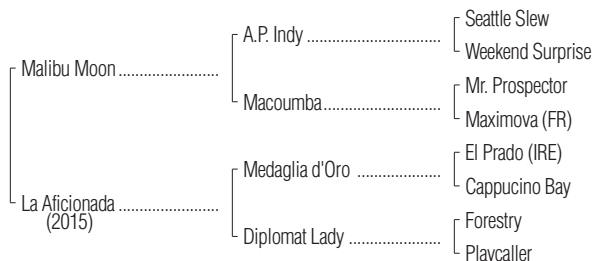 Seattle Slew
A.P. Indy
Weekend Surprise
Malibu Moon
Mr. Prospector
Macoumba
Maximova (FR)
El Prado (IRE)
Medaglia d'Oro
Cappucino Bay
La Aficionada
(2015)
Forestry
Diplomat Lady
Playcaller